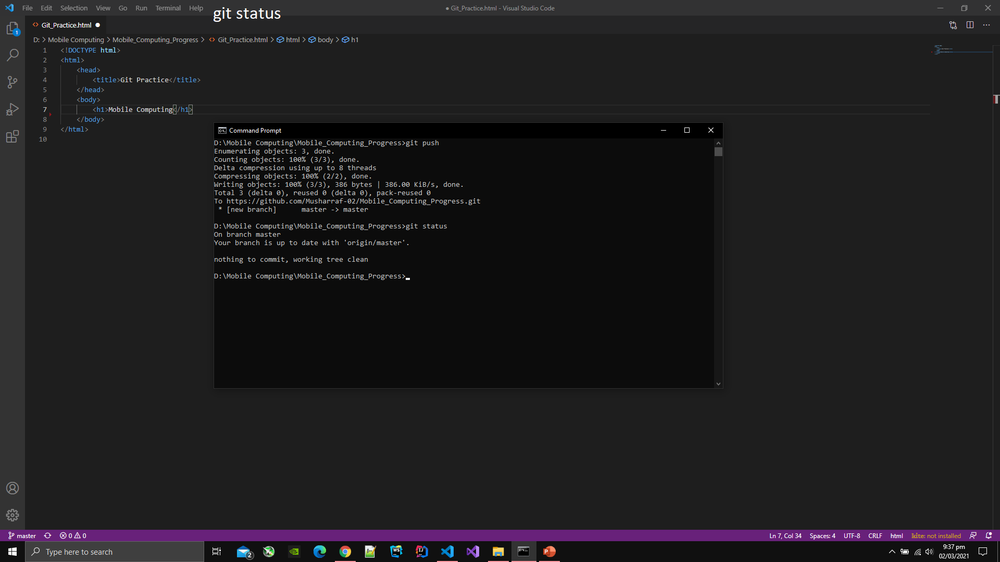 File Edit Selection View Go Run Terminal Help
git status
● Git_Practice.html - Visual Studio Code
Git_Practice.html
1
D: > Mobile Computing > Mobile_Computing_Progress > Git_Practice.html > html > body > h1
1 <!DOCTYPE html>
2 <html>
3 <head>
4 <title>Git Practice</title>
5 </head>
6 <body>
7 <h1>Mobile Computing</h1>
8 </body>
9 </html>
10
Command Prompt
D:\Mobile Computing\Mobile_Computing_Progress>git push
Enumerating objects: 3, done.
Counting objects: 100% (3/3), done.
Delta compression using up to 8 threads
Compressing objects: 100% (2/2), done.
Writing objects: 100% (3/3), 386 bytes | 386.00 KiB/s, done.
Total 3 (delta 0), reused 0 (delta 0), pack-reused 0
To https://github.com/Musharraf-02/Mobile_Computing_Progress.git
* [new branch] master -> master
D:\Mobile Computing\Mobile_Computing_Progress>git status
On branch master
Your branch is up to date with 'origin/master'.
nothing to commit, working tree clean
D:\Mobile Computing\Mobile_Computing_Progress>
master 0 0 Ln 7, Col 34 Spaces: 4 UTF-8 CRLF html kite: not installed
Type here to search
2
9:37 pm
02/03/2021